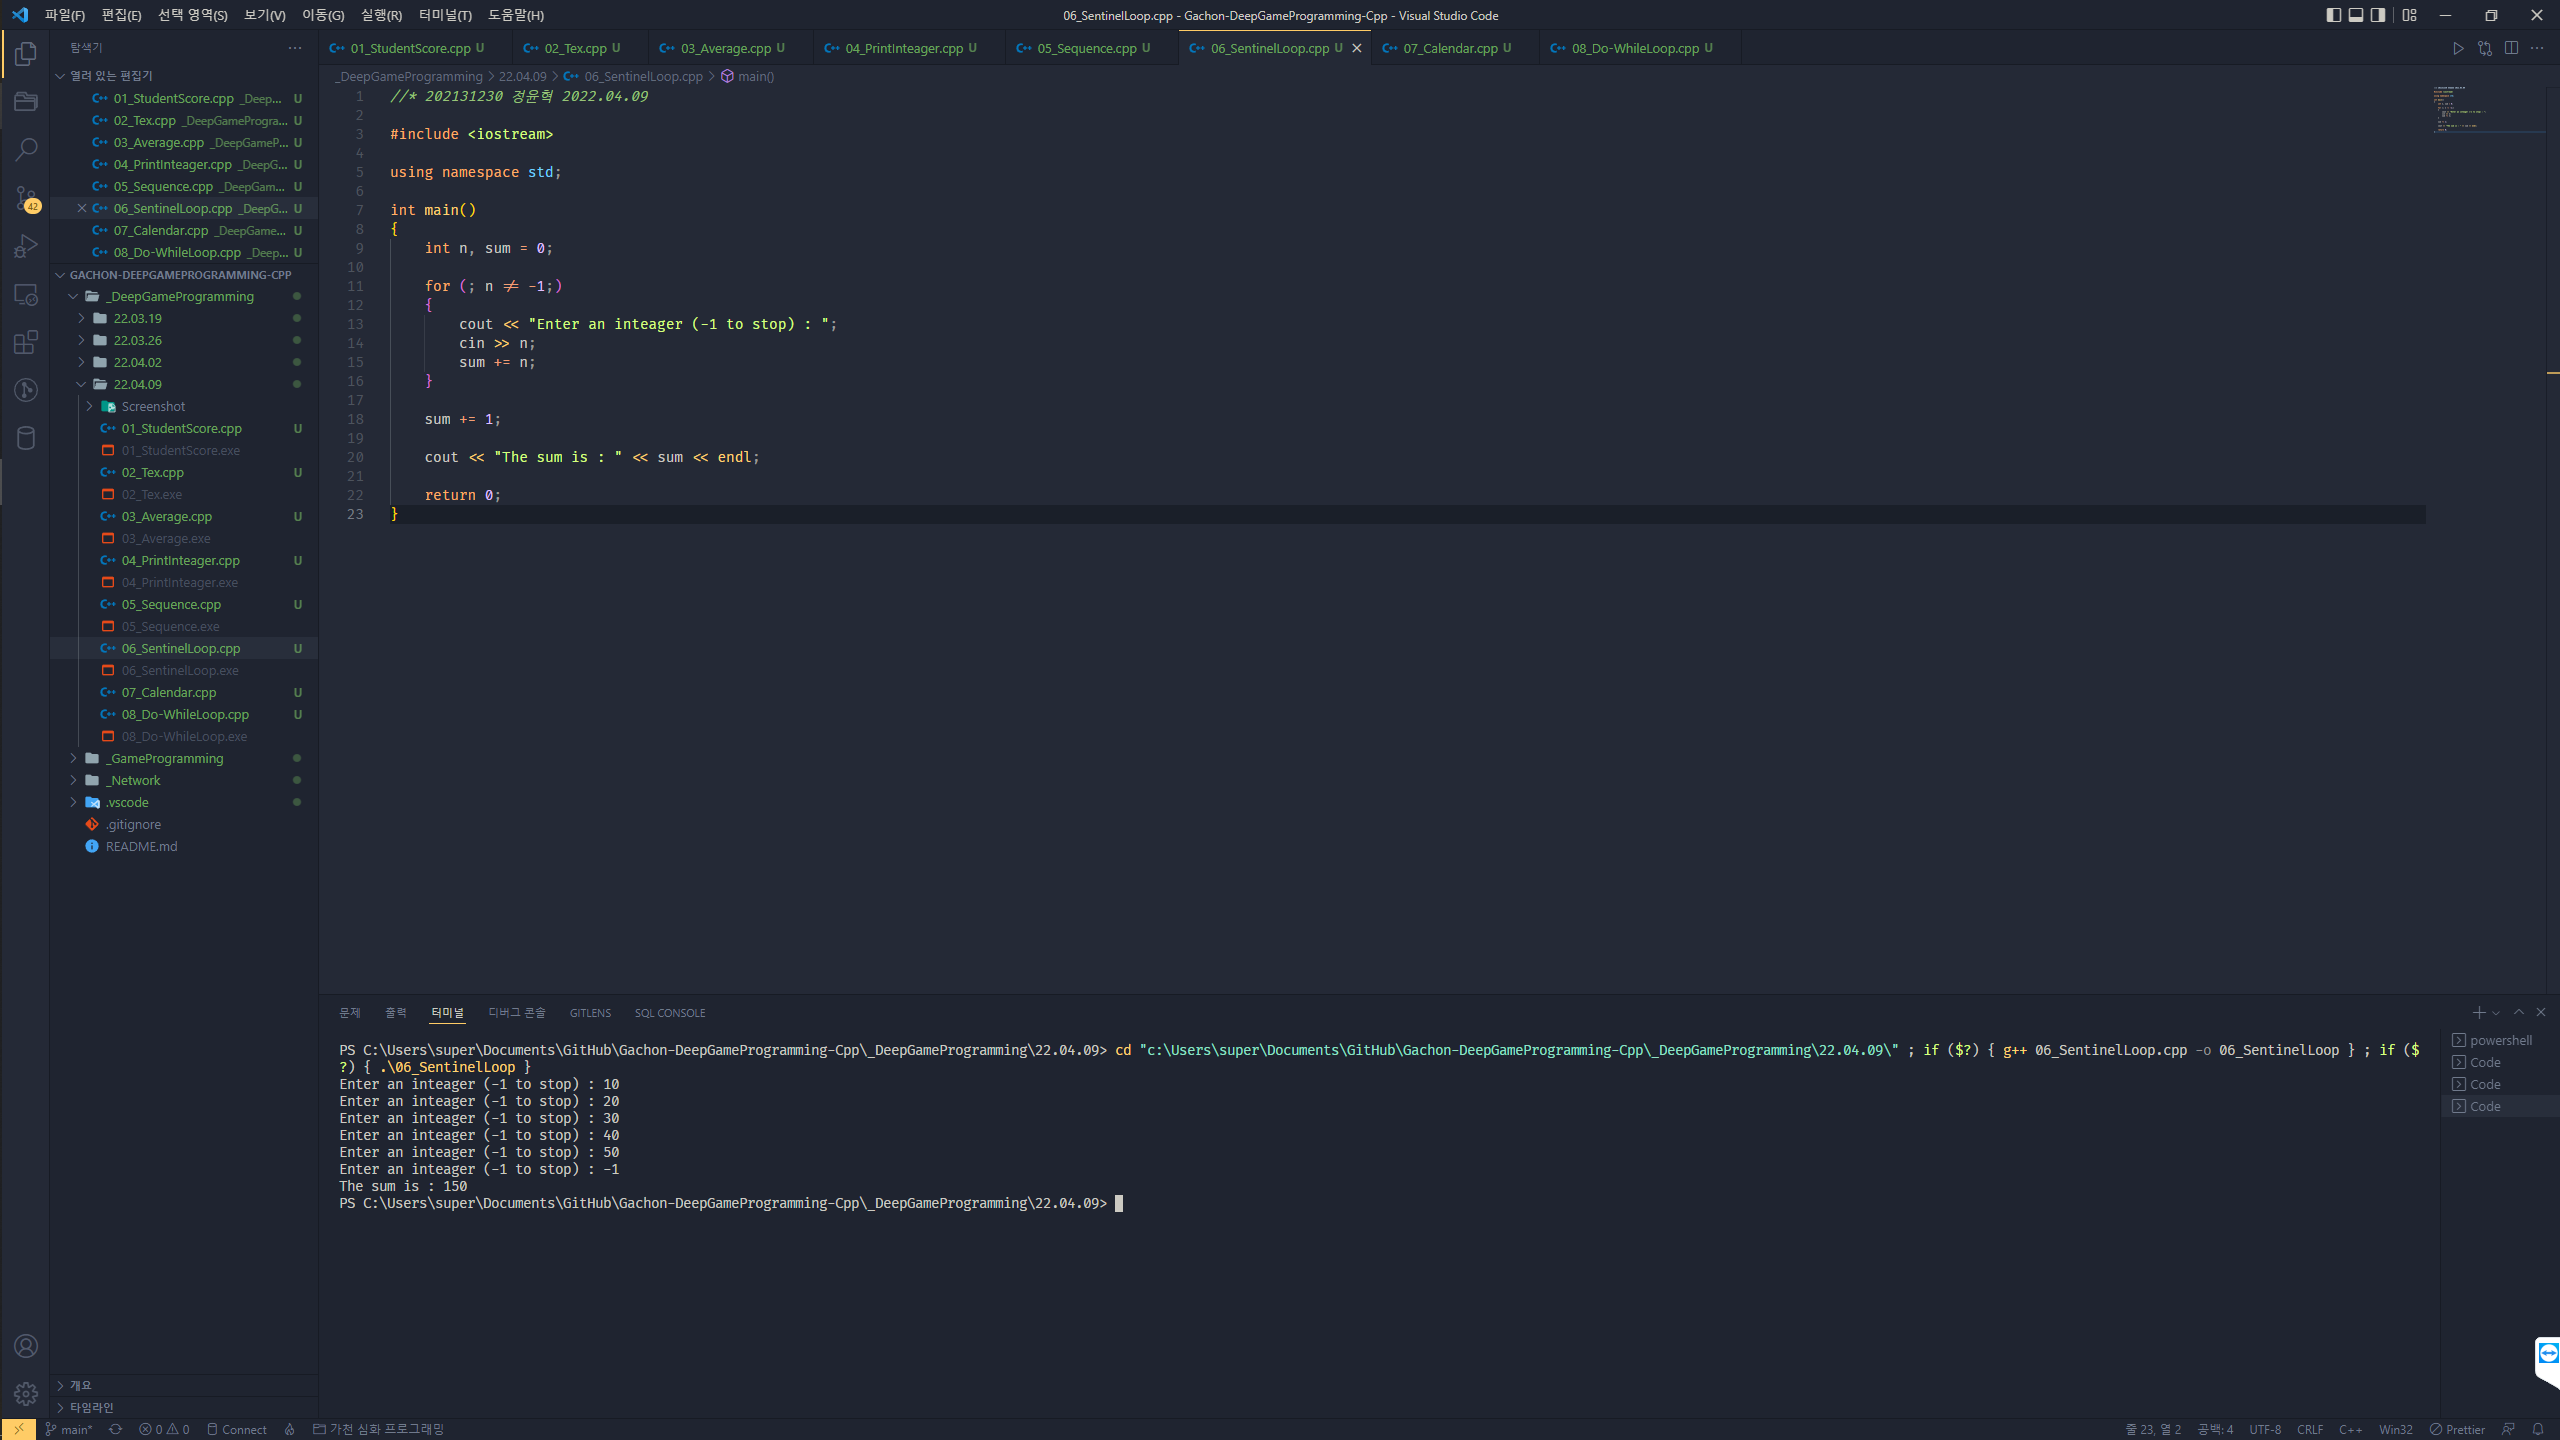 파일(F) 편집(E) 선택 영역(S) 보기(V) 이동(G) 실행(R) 터미널(T) 도움말(H)
06_SentinelLoop.cpp - Gachon-DeepGameProgramming-Cpp - Visual Studio Code
탐색기
01_StudentScore.cpp U
02_Tex.cpp U
03_Average.cpp U
04_PrintInteager.cpp U
05_Sequence.cpp U
06_SentinelLoop.cpp U
07_Calendar.cpp U
08_Do-WhileLoop.cpp U
열려 있는 편집기
01_StudentScore.cpp _Deep... U
02_Tex.cpp _DeepGameProgra... U
03_Average.cpp _DeepGameP... U
04_PrintInteager.cpp _DeepG... U
05_Sequence.cpp _DeepGam... U
06_SentinelLoop.cpp _DeepG... U
07_Calendar.cpp _DeepGame... U
08_Do-WhileLoop.cpp _Deep... U
42
GACHON-DEEPGAMEPROGRAMMING-CPP
_DeepGameProgramming
22.03.19
22.03.26
22.04.02
22.04.09
Screenshot
01_StudentScore.cpp U
01_StudentScore.exe
02_Tex.cpp U
02_Tex.exe
03_Average.cpp U
03_Average.exe
04_PrintInteager.cpp U
04_PrintInteager.exe
05_Sequence.cpp U
05_Sequence.exe
06_SentinelLoop.cpp U
06_SentinelLoop.exe
07_Calendar.cpp U
08_Do-WhileLoop.cpp U
08_Do-WhileLoop.exe
_GameProgramming
_Network
.vscode
.gitignore
README.md
개요
타임라인
_DeepGameProgramming > 22.04.09 > 06_SentinelLoop.cpp > main()
1 //* 202131230 정윤혁 2022.04.09
2
3 #include <iostream>
4
5 using namespace std;
6
7 int main()
8 {
9 int n, sum = 0;
10
11 for (; n != -1;)
12 {
13 cout << "Enter an inteager (-1 to stop) : ";
14 cin >> n;
15 sum += n;
16 }
17
18 sum += 1;
19
20 cout << "The sum is : " << sum << endl;
21
22 return 0;
23 }
문제 출력 터미널 디버그 콘솔 GITLENS SQL CONSOLE
PS C:\Users\super\Documents\GitHub\Gachon-DeepGameProgramming-Cpp\_DeepGameProgramming\22.04.09> cd "c:\Users\super\Documents\GitHub\Gachon-DeepGameProgramming-Cpp\_DeepGameProgramming\22.04.09\" ; if ($?) { g++ 06_SentinelLoop.cpp -o 06_SentinelLoop } ; if ($
?) { .\06_SentinelLoop }
Enter an inteager (-1 to stop) : 10
Enter an inteager (-1 to stop) : 20
Enter an inteager (-1 to stop) : 30
Enter an inteager (-1 to stop) : 40
Enter an inteager (-1 to stop) : 50
Enter an inteager (-1 to stop) : -1
The sum is : 150
PS C:\Users\super\Documents\GitHub\Gachon-DeepGameProgramming-Cpp\_DeepGameProgramming\22.04.09>
powershell
Code
Code
Code
main* 0 0 Connect 가천 심화 프로그래밍
줄 23, 열 2 공백: 4 UTF-8 CRLF C++ Win32 Prettier